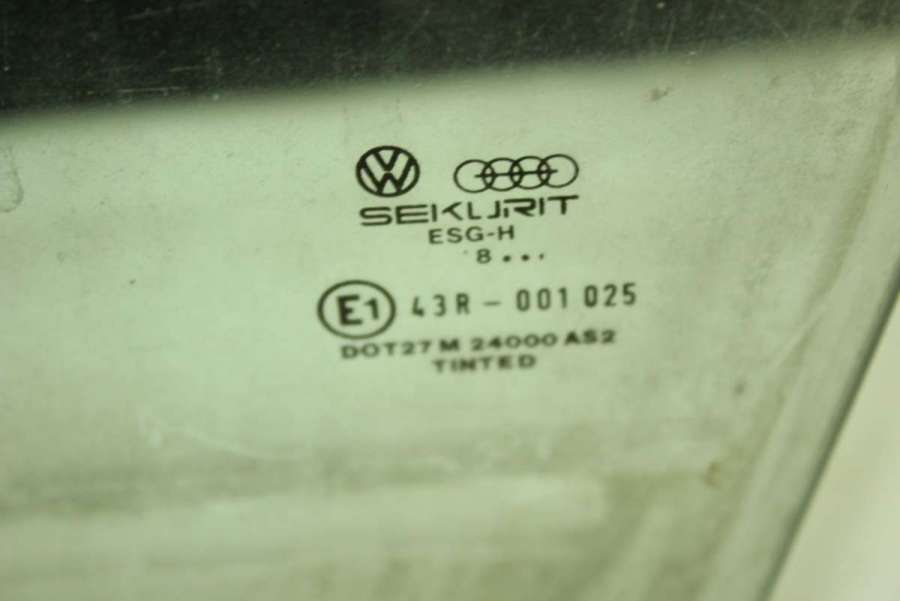 SEKURIT
ESG-H
8...
E1 43R - 001 025
DOT27 M 24000 AS2
TINTED